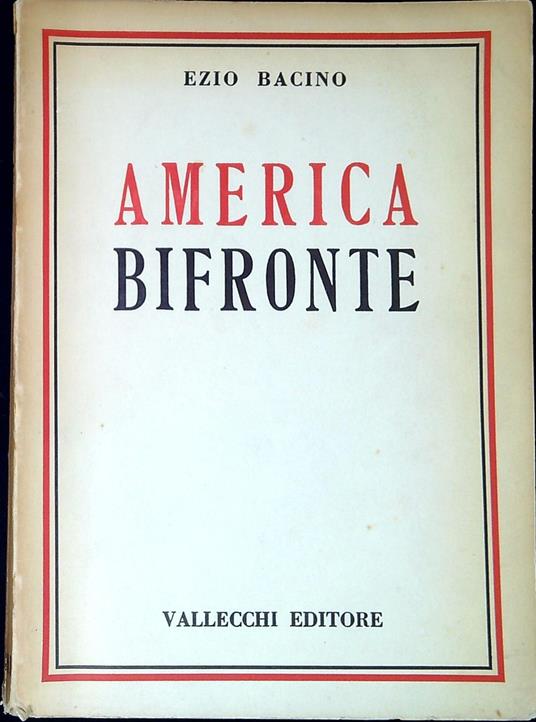 EZIO BACINO
AMERICA
BIFRONTE
VALLECCHI EDITORE